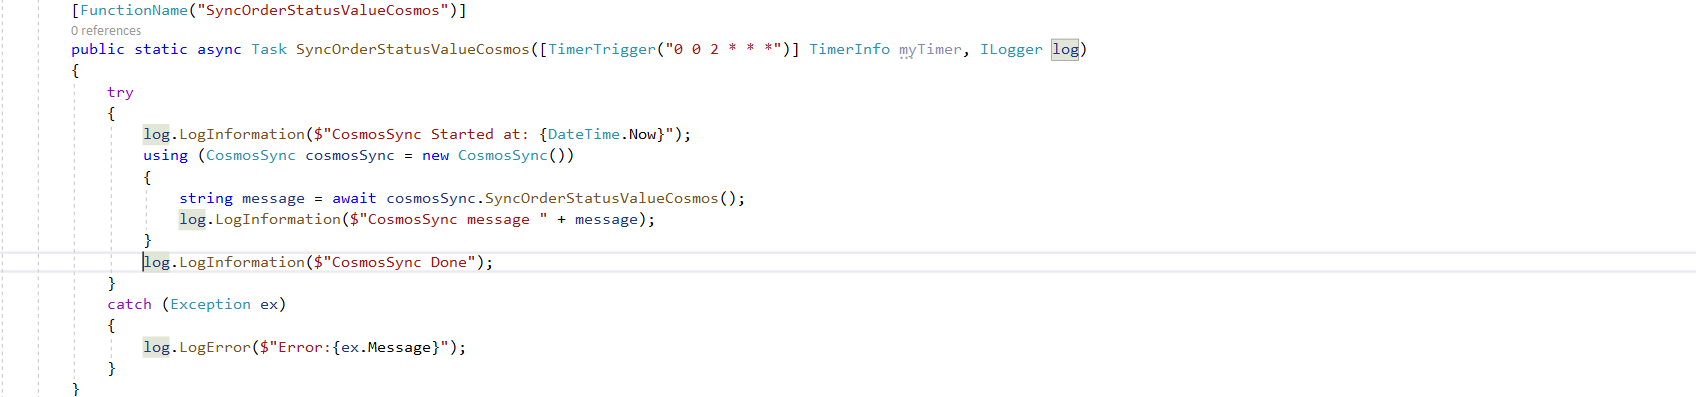 [FunctionName("SyncOrderStatusValueCosmos")]
0 references
public static async Task SyncOrderStatusValueCosmos([TimerTrigger("0 0 2 * * *")] TimerInfo myTimer, ILogger log)
{
try
{
log.LogInformation($"CosmosSync Started at: {DateTime.Now}");
using (CosmosSync cosmosSync = new CosmosSync())
{
string message = await cosmosSync.SyncOrderStatusValueCosmos();
log.LogInformation($"CosmosSync message " + message);
}
log.LogInformation($"CosmosSync Done");
}
catch (Exception ex)
{
log.LogError($"Error:{ex.Message}");
}
}